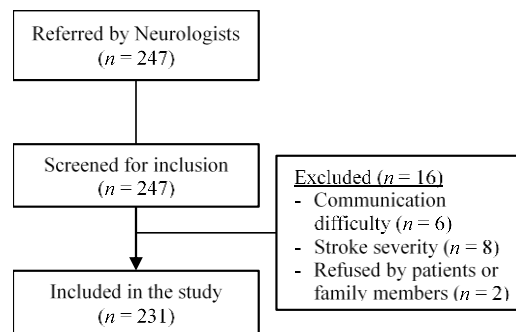 Referred by Neurologists
(n = 247)
Screened for inclusion
(n = 247)
Excluded (n = 16)
- Communication
difficulty (n = 6)
- Stroke severity (n = 8)
- Refused by patients or
family members (n = 2)
Included in the study
(n = 231)